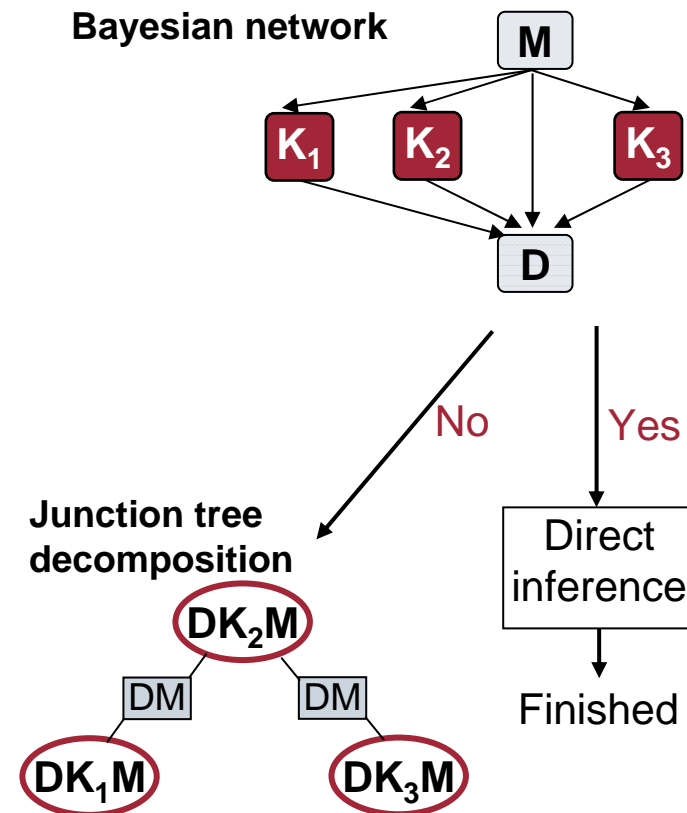 Bayesian network
M
K₁ K₂ K₃
D
No Yes
Junction tree
decomposition
Direct
inference
DK₂M
DM DM
Finished
DK₁M DK₃M